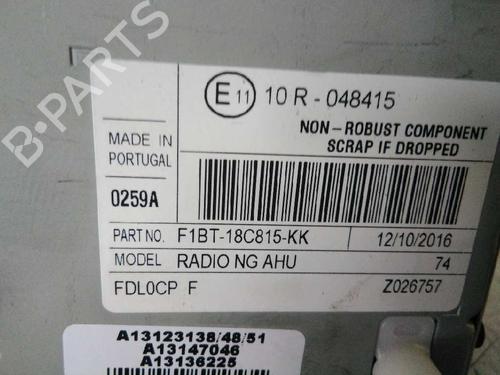 B-PARTS
E11 10 R - 048415
NON - ROBUST COMPONENT
SCRAP IF DROPPED
MADE IN
PORTUGAL
0259A
PART NO. F1BT-18C815-KK 12/10/2016
MODEL RADIO NG AHU 74
FDL0CP F Z026757
A13123138/48/51
A13147046
A13136225